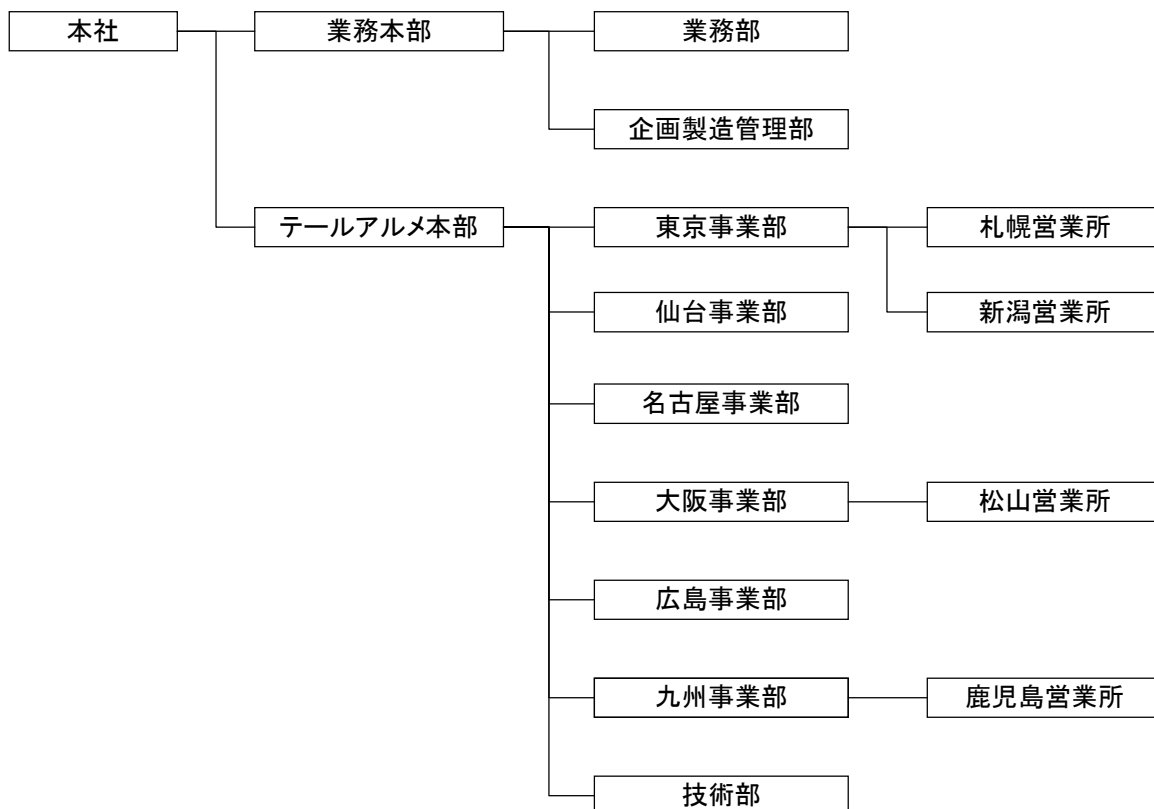 本社
業務本部
業務部
企画製造管理部
テールアルメ本部
東京事業部
札幌営業所
仙台事業部
新潟営業所
名古屋事業部
大阪事業部
松山営業所
広島事業部
九州事業部
鹿児島営業所
技術部